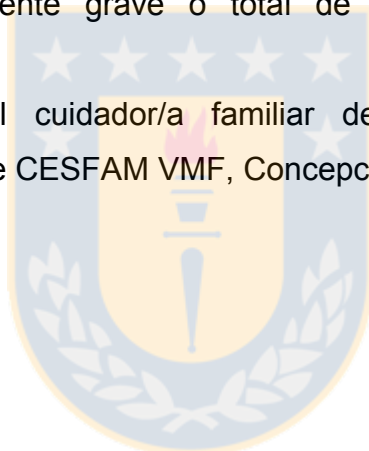 ente grave o total de
l cuidador/a familiar de
e CESFAM VMF, Concepc